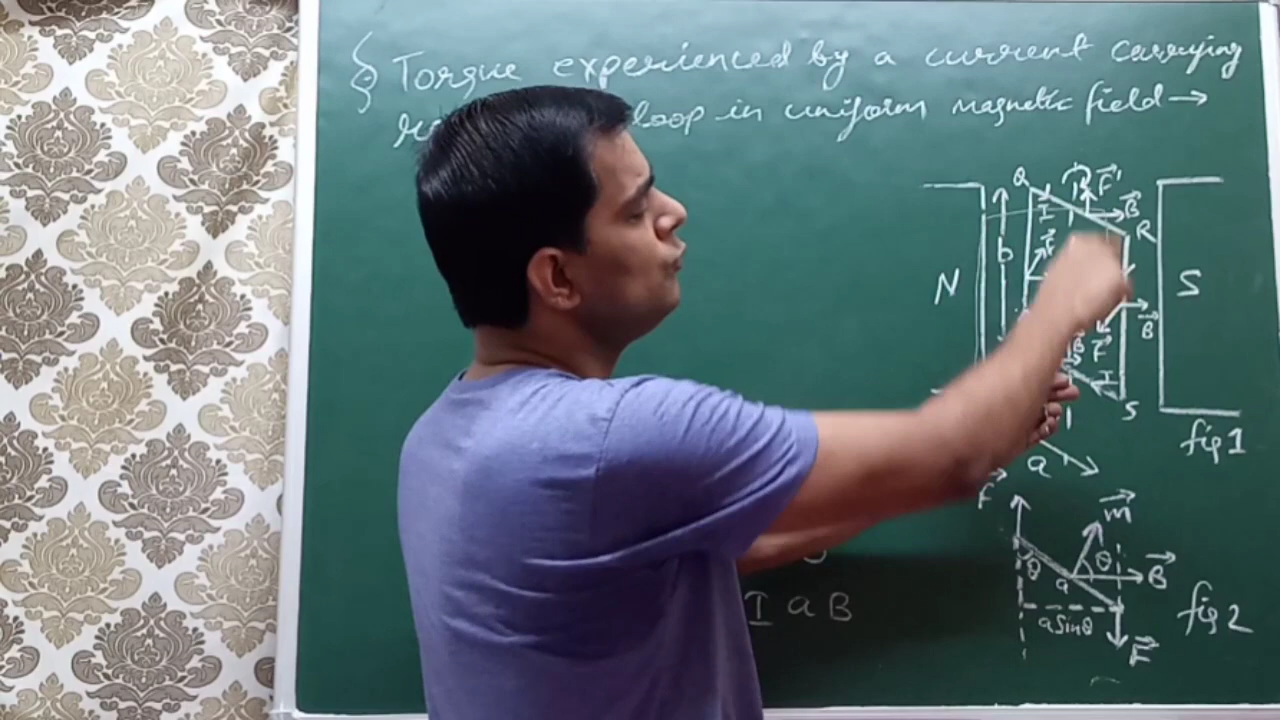 § Torque experienced by a current carrying
loop in uniform magnetic field →
Q F⃗'
I B⃗
b R
N S
B⃗
F⃗
I
S
fig 1
a
F⃗
m⃗
θ θ B⃗
a
a sinθ
fig 2
F⃗
I a B